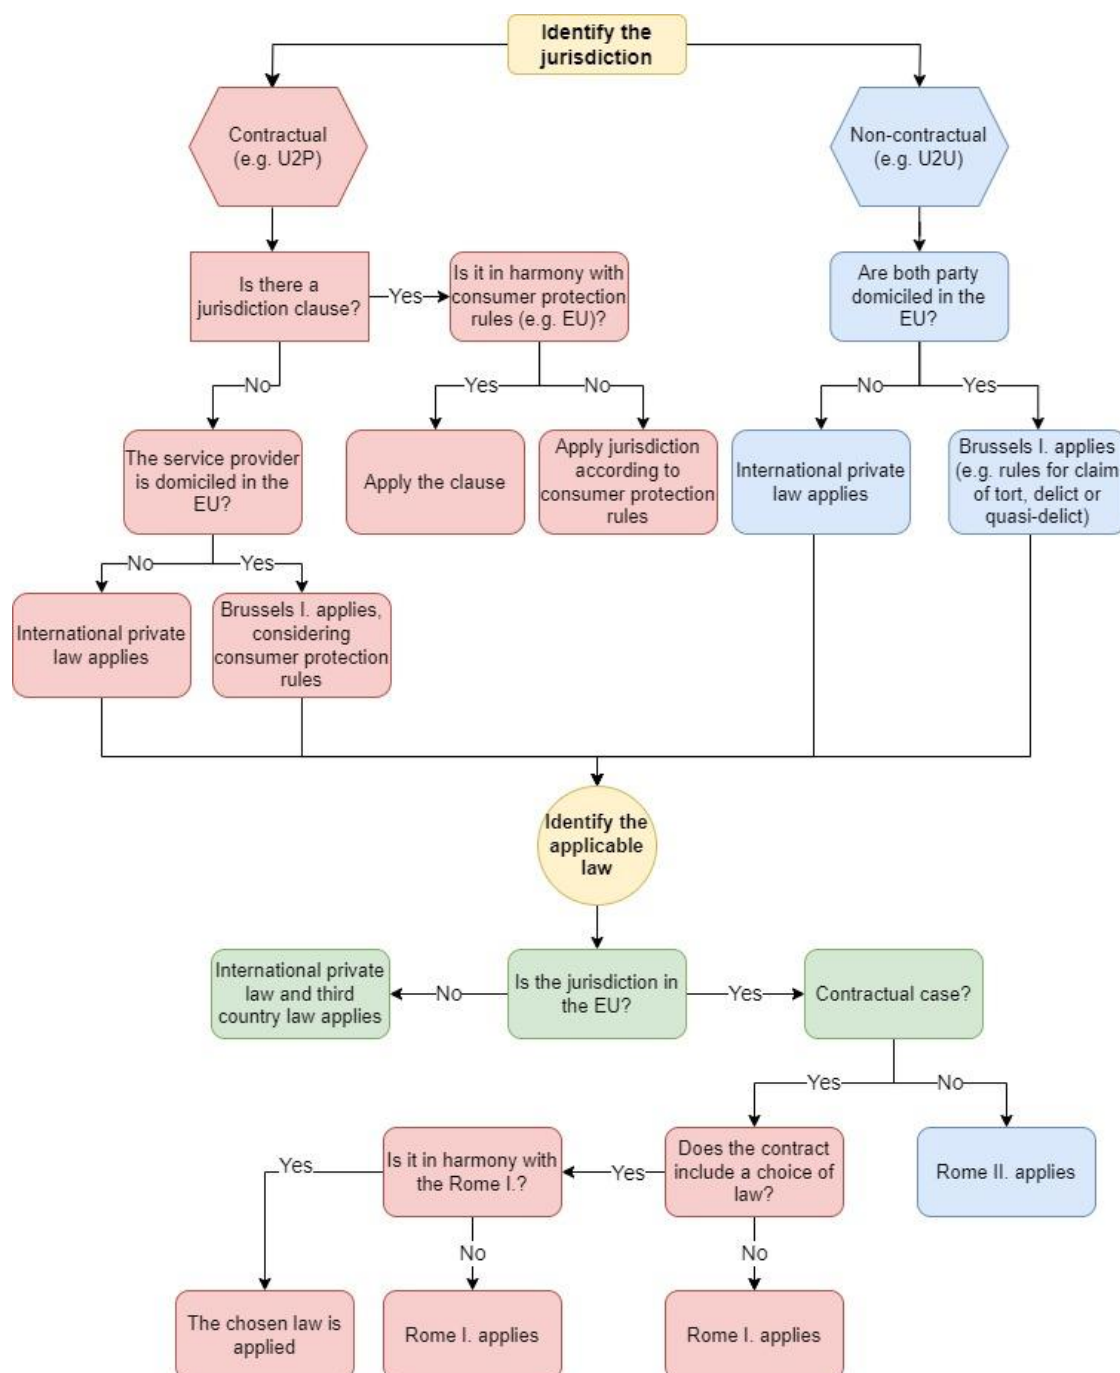 Identify the
jurisdiction
Contractual
(e.g. U2P)
Non-contractual
(e.g. U2U)
Is there a
jurisdiction clause?
Yes
Is it in harmony with
consumer protection
rules (e.g. EU)?
Are both party
domiciled in the
EU?
No
Yes
No
No
Yes
The service provider
is domiciled in the
EU?
Apply the clause
Apply jurisdiction
according to
consumer protection
rules
International private
law applies
Brussels I. applies
(e.g. rules for claim
of tort, delict or
quasi-delict)
No
Yes
International private
law applies
Brussels I. applies,
considering
consumer protection
rules
Identify the
applicable
law
International private
law and third
country law applies
No
Is the jurisdiction in
the EU?
Yes
Contractual case?
Yes
No
Yes
Is it in harmony with
the Rome I.?
Yes
Does the contract
include a choice of
law?
Rome II. applies
No
No
The chosen law is
applied
Rome I. applies
Rome I. applies